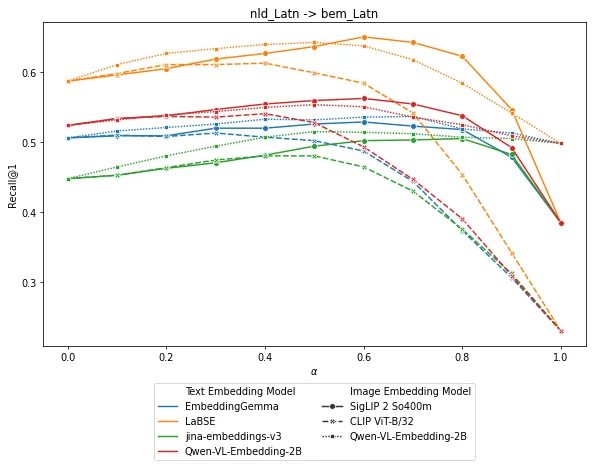 nld_Latn -> bem_Latn
Recall@1
0.6
0.5
0.4
0.3
0.0 0.2 0.4 0.6 0.8 1.0
α
Text Embedding Model Image Embedding Model
EmbeddingGemma SigLIP 2 So400m
LaBSE CLIP ViT-B/32
jina-embeddings-v3 Qwen-VL-Embedding-2B
Qwen-VL-Embedding-2B